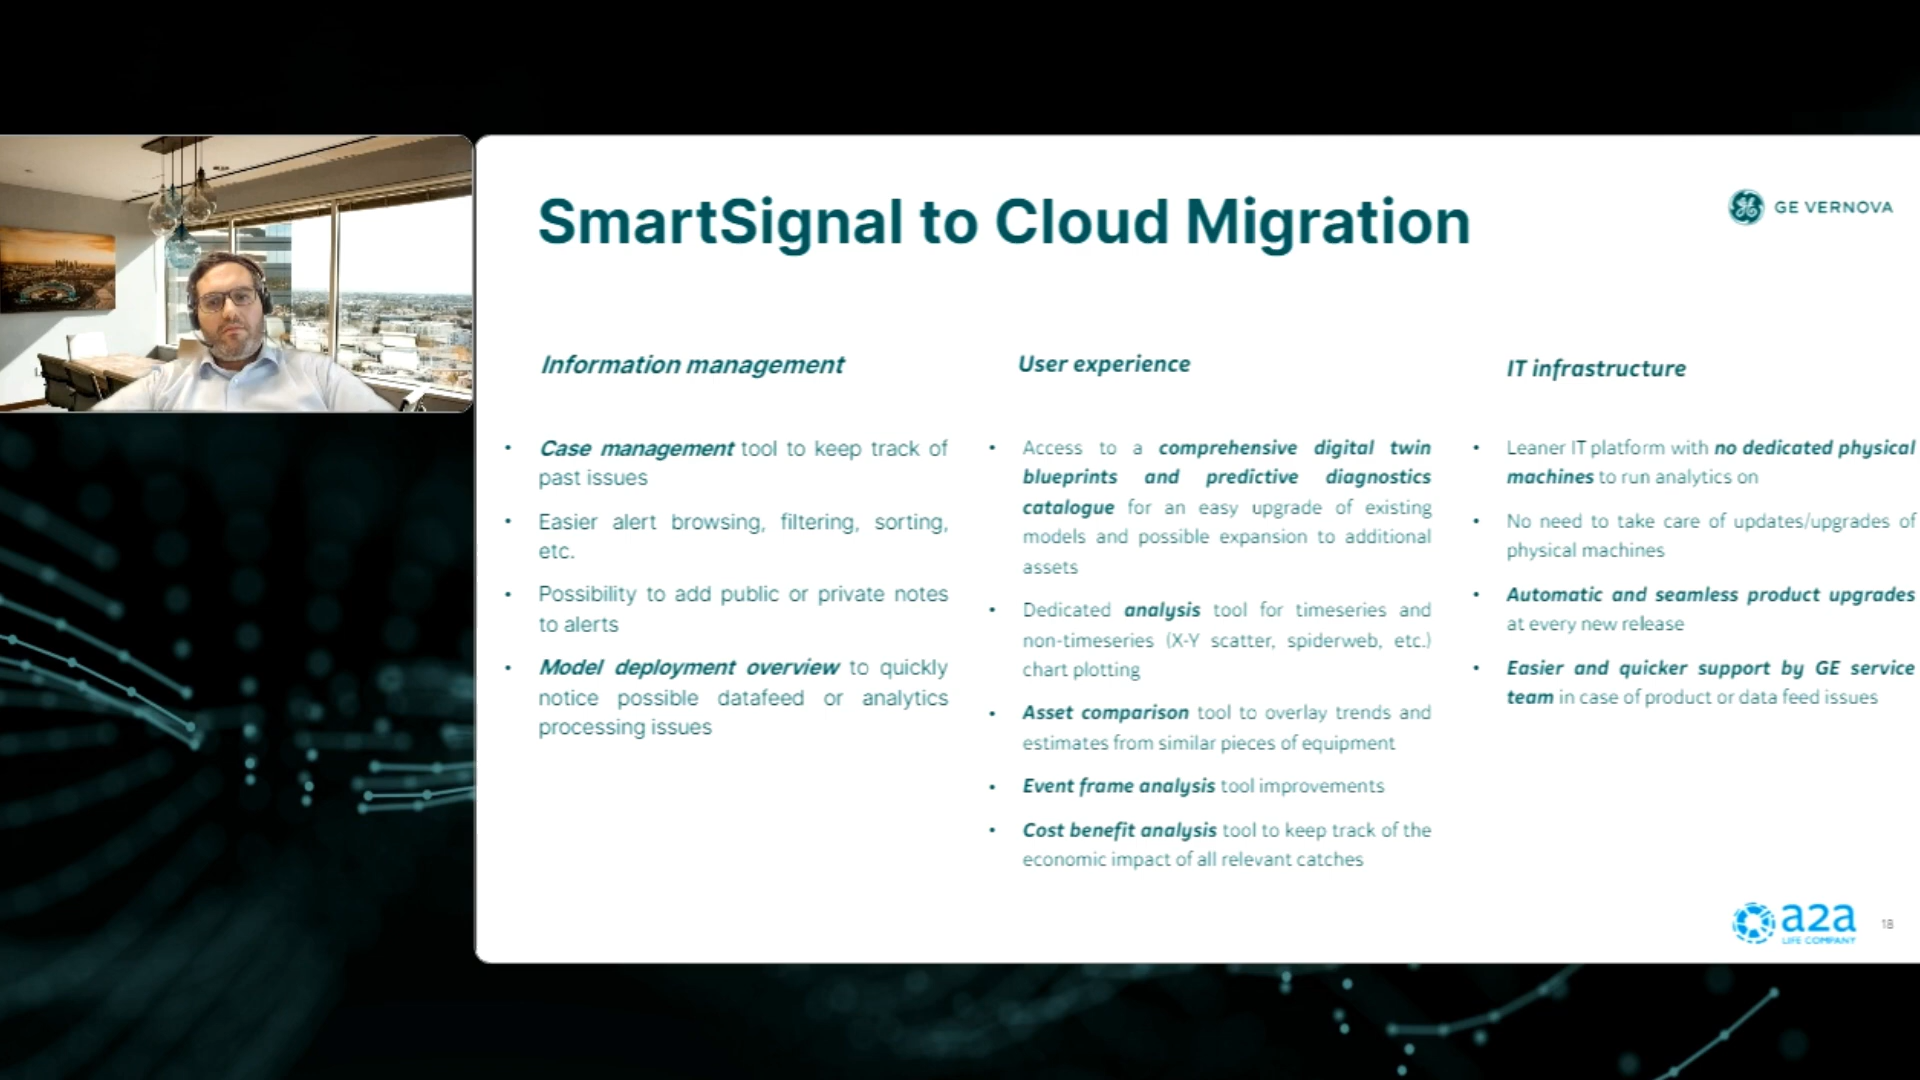 SmartSignal to Cloud Migration
GE VERNOVA
Information management
• Case management tool to keep track of
past issues
• Easier alert browsing, filtering, sorting,
etc.
• Possibility to add public or private notes
to alerts
• Model deployment overview to quickly
notice possible datafeed or analytics
processing issues
User experience
• Access to a comprehensive digital twin
blueprints and predictive diagnostics
catalogue for an easy upgrade of existing
models and possible expansion to additional
assets
• Dedicated analysis tool for timeseries and
non-timeseries (X-Y scatter, spiderweb, etc.)
chart plotting
• Asset comparison tool to overlay trends and
estimates from similar pieces of equipment
• Event frame analysis tool improvements
• Cost benefit analysis tool to keep track of the
economic impact of all relevant catches
IT infrastructure
• Leaner IT platform with no dedicated physical
machines to run analytics on
• No need to take care of updates/upgrades of
physical machines
• Automatic and seamless product upgrades
at every new release
• Easier and quicker support by GE service
team in case of product or data feed issues
a2a
LIFE COMPANY
18